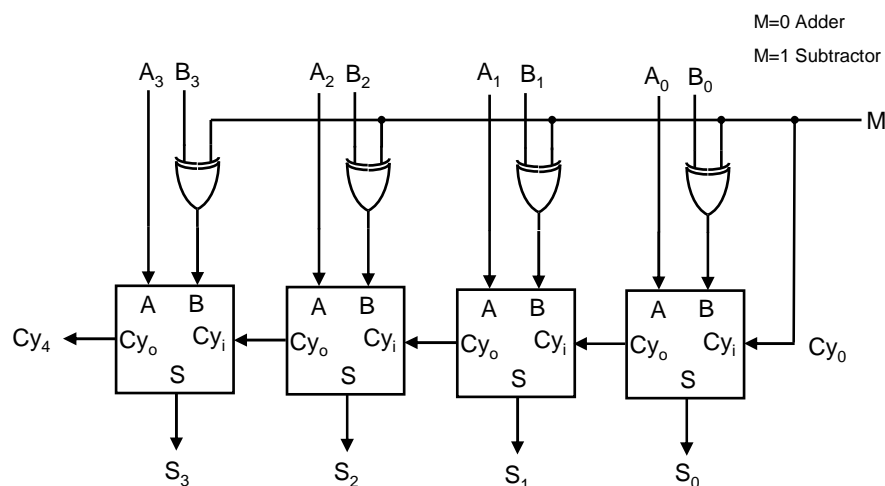 M=0 Adder
M=1 Subtractor
A₃ B₃ A₂ B₂ A₁ B₁ A₀ B₀
M
A B A B A B A B
Cy₄ Cyₒ Cyᵢ Cyₒ Cyᵢ Cyₒ Cyᵢ Cyₒ Cyᵢ Cy₀
S S S S
S₃ S₂ S₁ S₀